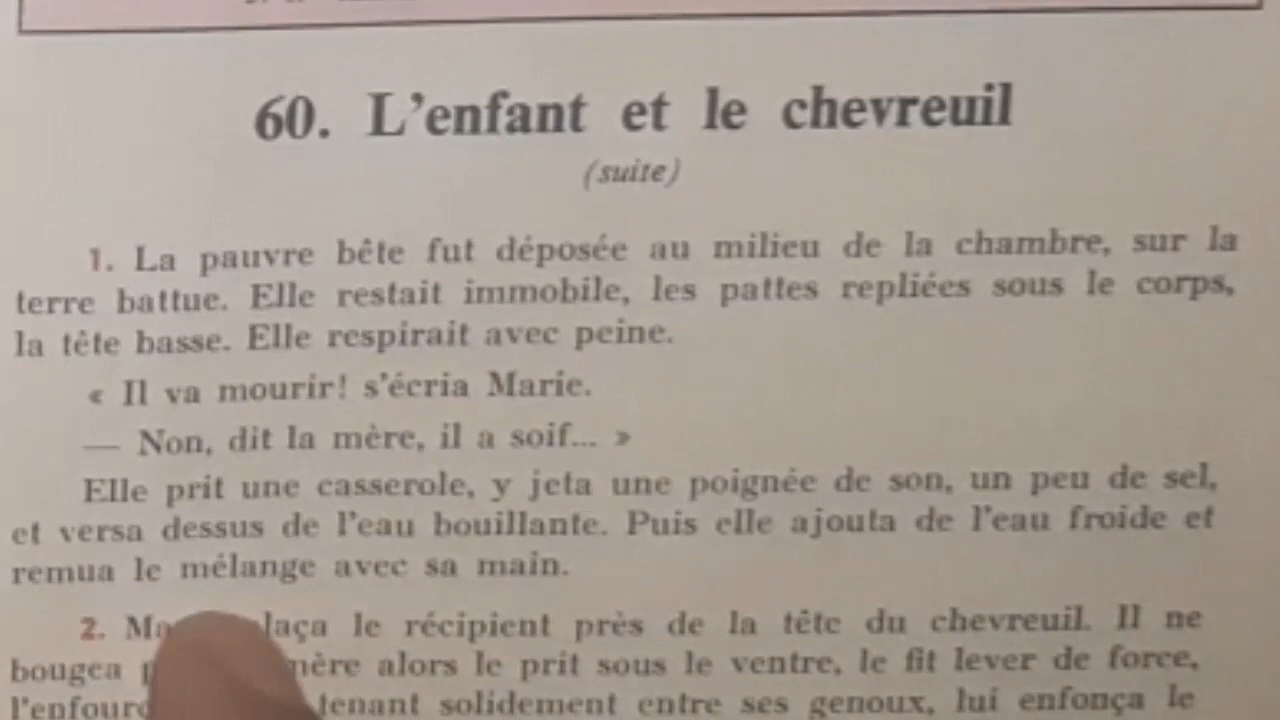 60. L'enfant et le chevreuil
(suite)
1. La pauvre bête fut déposée au milieu de la chambre, sur la
terre battue. Elle restait immobile, les pattes repliées sous le corps,
la tête basse. Elle respirait avec peine.
« Il va mourir! s'écria Marie.
— Non, dit la mère, il a soif... »
Elle prit une casserole, y jeta une poignée de son, un peu de sel,
et versa dessus de l'eau bouillante. Puis elle ajouta de l'eau froide et
remua le mélange avec sa main.
2. le récipient près de la tête du chevreuil. Il ne
bougea alors le prit sous le ventre, le fit lever de force,
tenant solidement entre ses genoux, lui enfonça le